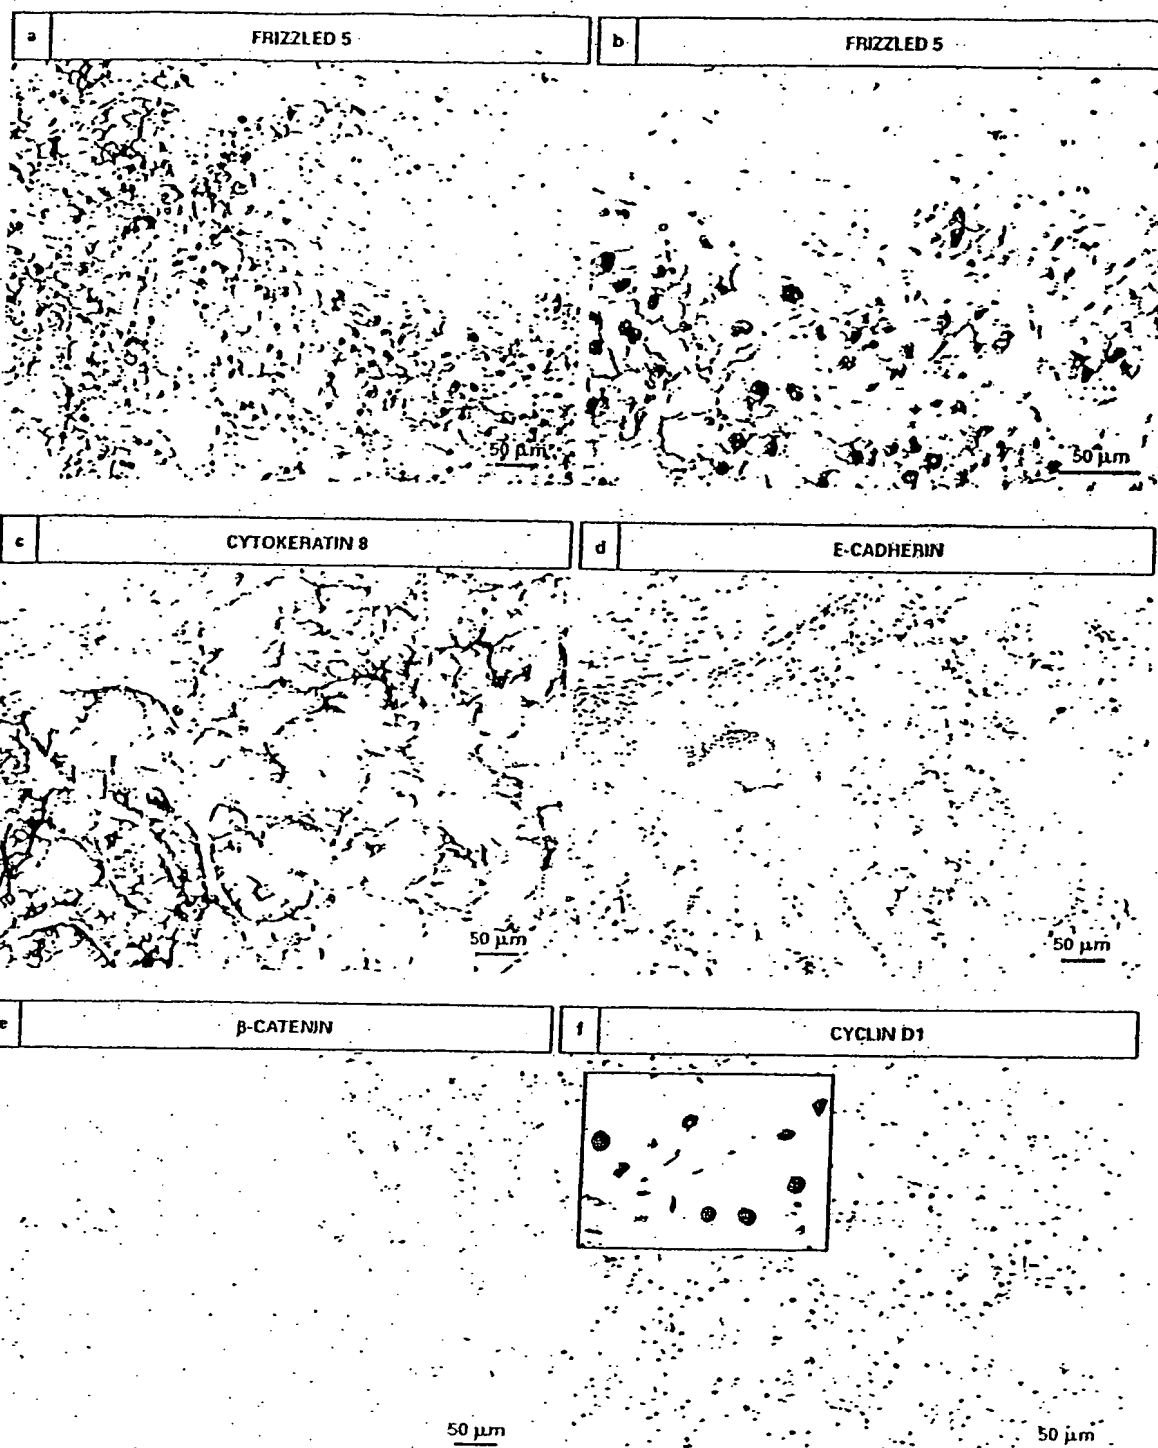 a FRIZZLED 5 b FRIZZLED 5
50 μm 50 μm
c CYTOKERATIN 8 d E-CADHERIN
50 μm 50 μm
e β-CATENIN f CYCLIN D1
50 μm 50 μm